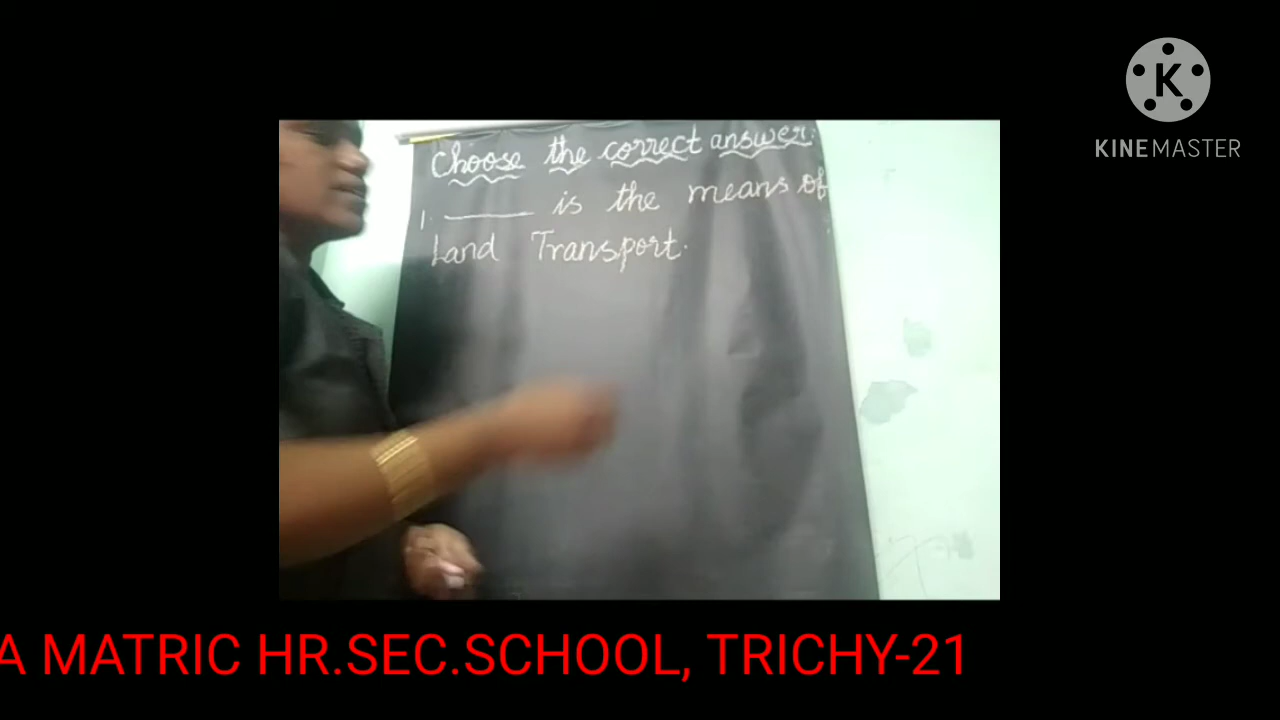 KINEMASTER
Choose the correct answer:
1. ______ is the means of
Land Transport.
A MATRIC HR.SEC.SCHOOL, TRICHY-21